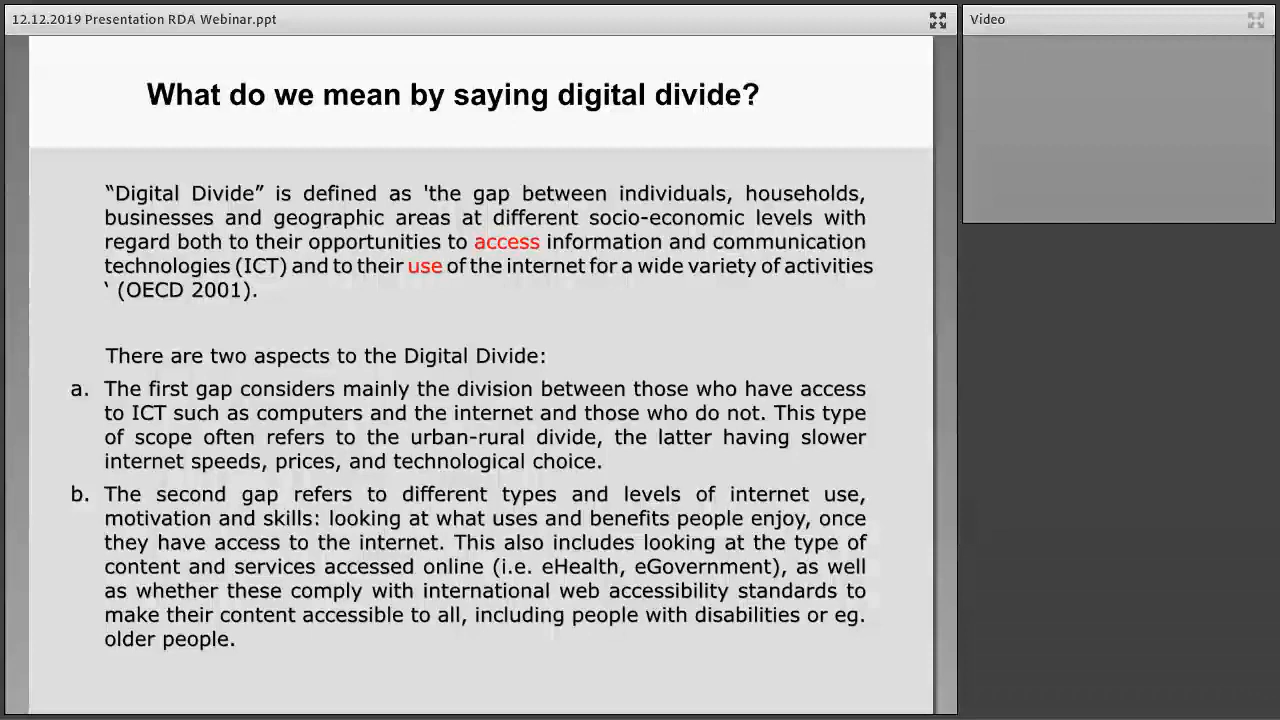 12.12.2019 Presentation RDA Webinar.ppt
Video
What do we mean by saying digital divide?
“Digital Divide” is defined as 'the gap between individuals, households,
businesses and geographic areas at different socio-economic levels with
regard both to their opportunities to access information and communication
technologies (ICT) and to their use of the internet for a wide variety of activities
‘ (OECD 2001).
There are two aspects to the Digital Divide:
a. The first gap considers mainly the division between those who have access
to ICT such as computers and the internet and those who do not. This type
of scope often refers to the urban-rural divide, the latter having slower
internet speeds, prices, and technological choice.
b. The second gap refers to different types and levels of internet use,
motivation and skills: looking at what uses and benefits people enjoy, once
they have access to the internet. This also includes looking at the type of
content and services accessed online (i.e. eHealth, eGovernment), as well
as whether these comply with international web accessibility standards to
make their content accessible to all, including people with disabilities or eg.
older people.